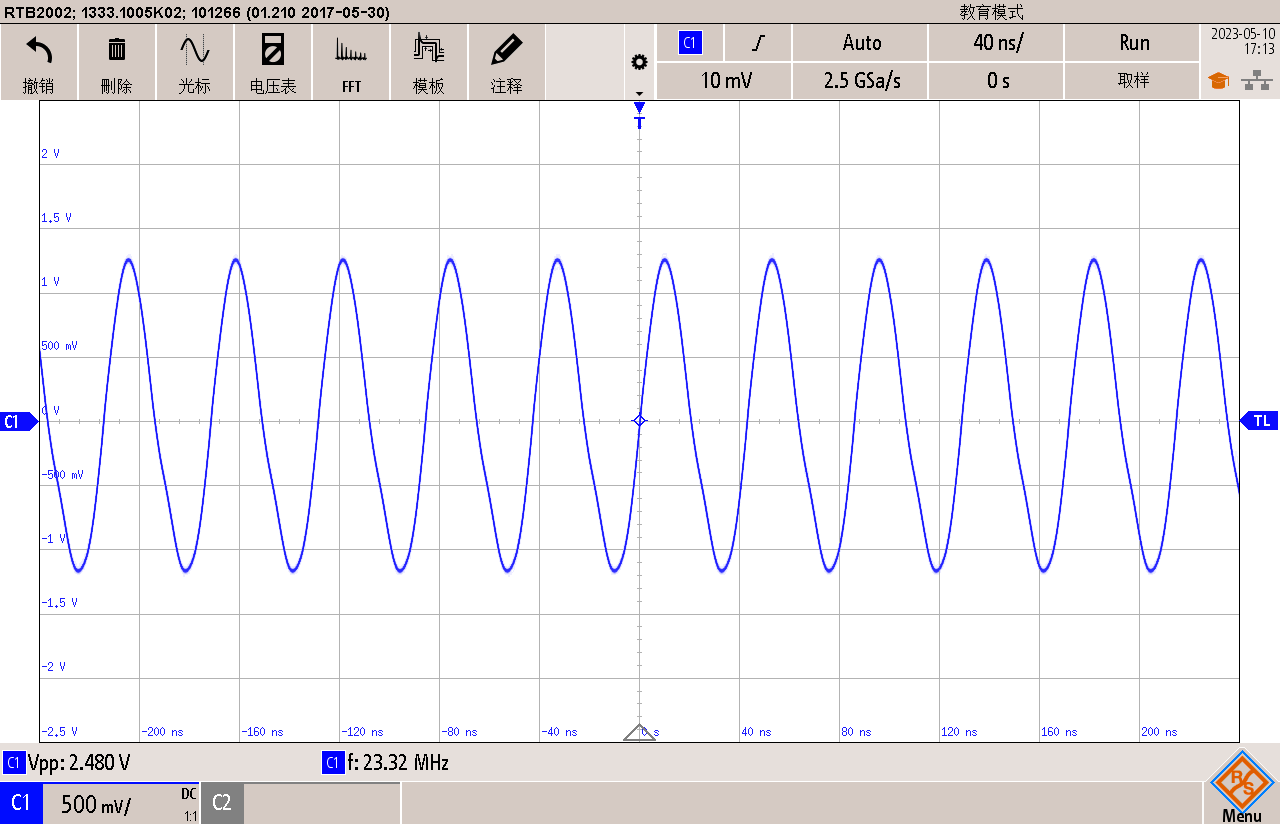 RTB2002; 1333.1005K02; 101266 (01.210 2017-05-30)
教育模式
撤销
删除
光标
电压表
FFT
模板
注释
C1
Auto
40 ns/
Run
10 mV
2.5 GSa/s
0 s
取样
2023-05-10
17:13
T
2 V
1.5 V
1 V
500 mV
0 V
-500 mV
-1 V
-1.5 V
-2 V
-2.5 V
C1
TL
-200 ns
-160 ns
-120 ns
-80 ns
-40 ns
0 s
40 ns
80 ns
120 ns
160 ns
200 ns
C1 Vpp: 2.480 V
C1 f: 23.32 MHz
C1
500 mV/
DC
1:1
C2
R S
Menu